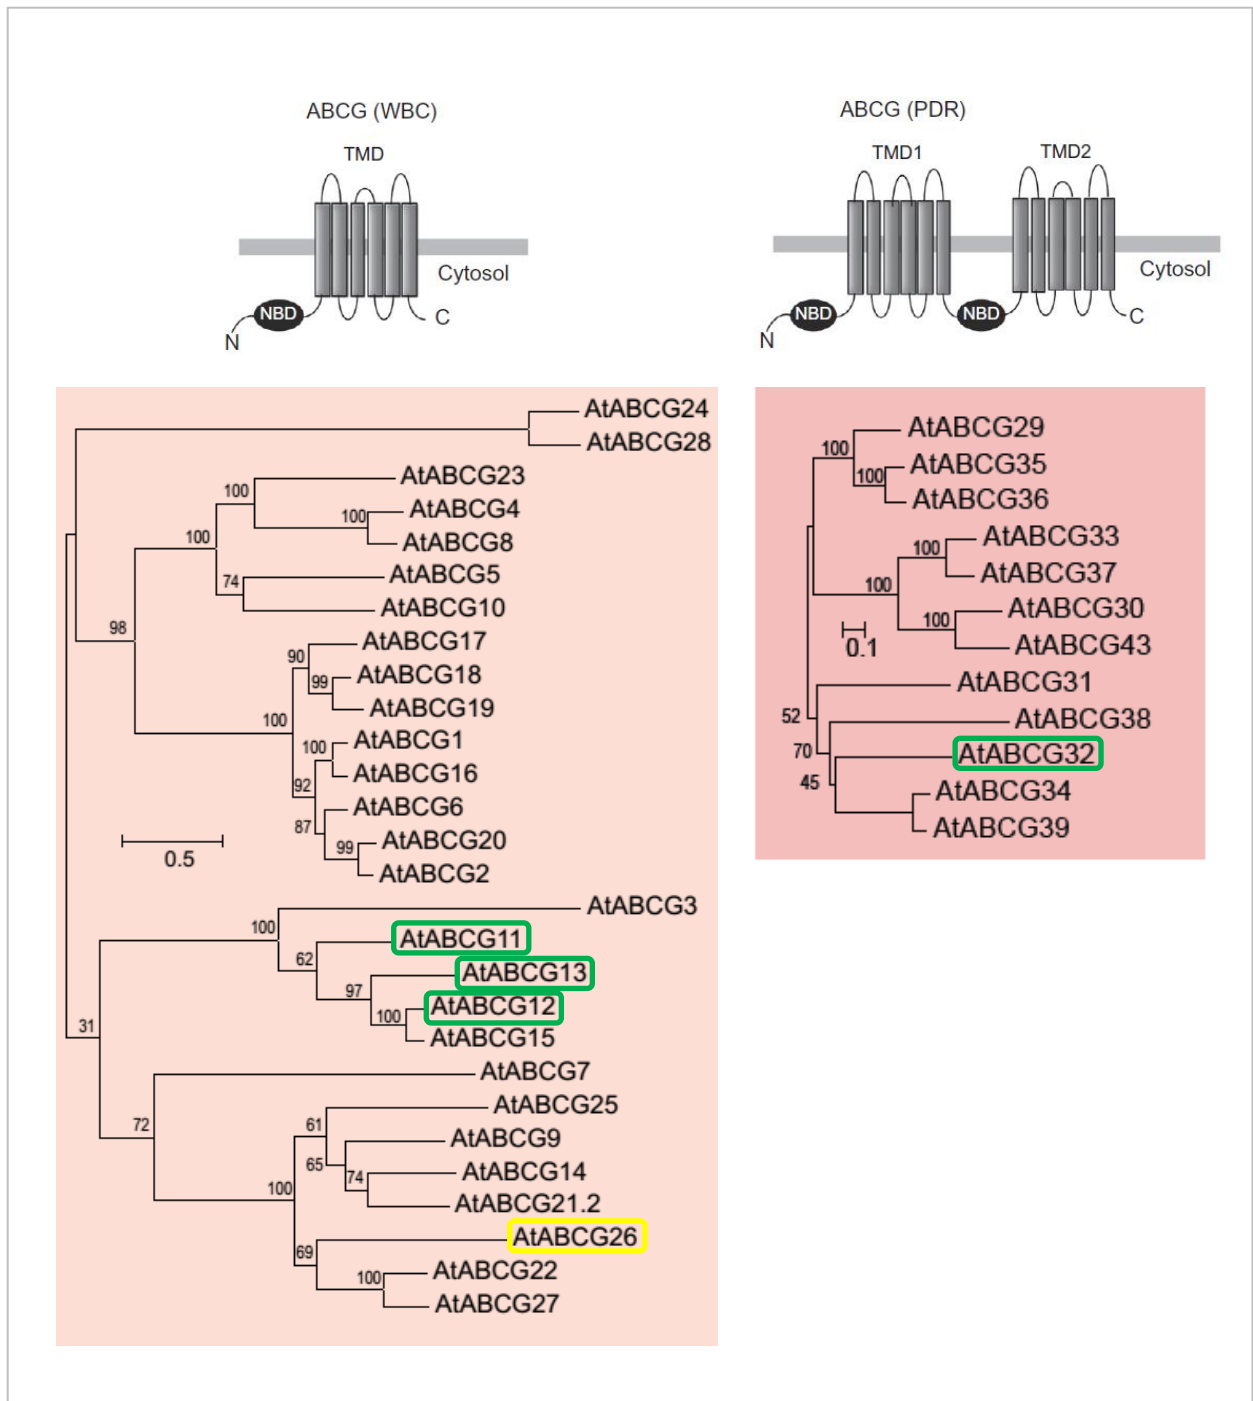 ABCG (WBC)
TMD
Cytosol
NBD
N
C
ABCG (PDR)
TMD1
TMD2
Cytosol
NBD
NBD
N
C
AtABCG24
AtABCG28
AtABCG23
100
AtABCG4
100
AtABCG8
100
AtABCG5
74
AtABCG10
98
AtABCG17
90
AtABCG18
99
AtABCG19
100
AtABCG1
100
AtABCG16
92
AtABCG6
87
AtABCG20
99
AtABCG2
0.5
AtABCG3
100
AtABCG11
62
AtABCG13
97
AtABCG12
100
AtABCG15
31
AtABCG7
72
AtABCG25
61
AtABCG9
65
AtABCG14
74
AtABCG21.2
100
AtABCG26
69
AtABCG22
100
AtABCG27
AtABCG29
100
AtABCG35
100
AtABCG36
AtABCG33
100
AtABCG37
100
AtABCG30
100
AtABCG43
0.1
AtABCG31
52
AtABCG38
70
AtABCG32
45
AtABCG34
AtABCG39